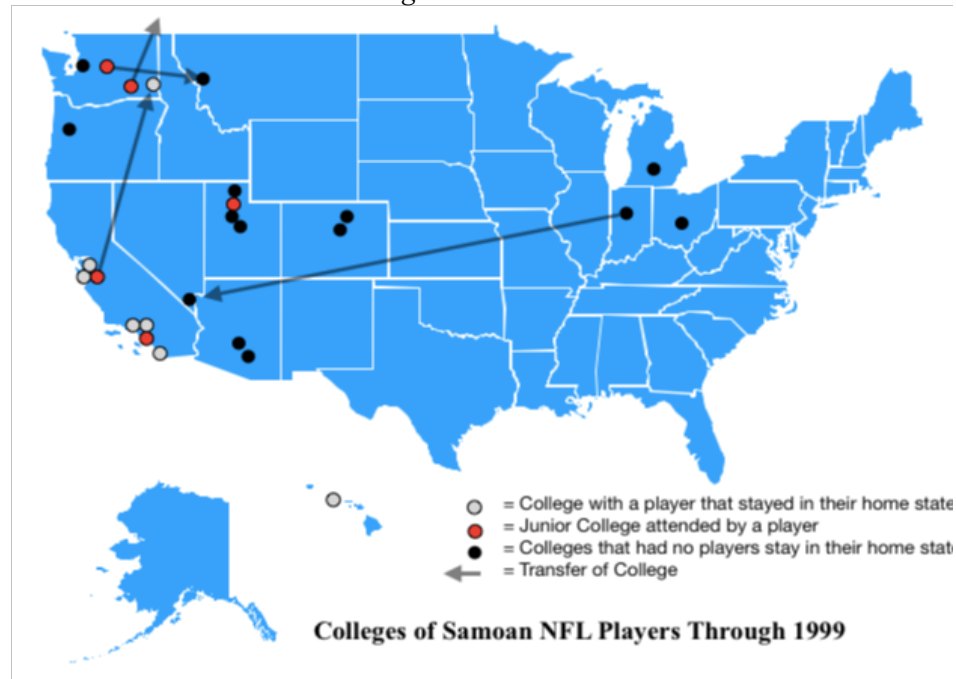 = College with a player that stayed in their home state
= Junior College attended by a player
= Colleges that had no players stay in their home state
= Transfer of College
Colleges of Samoan NFL Players Through 1999